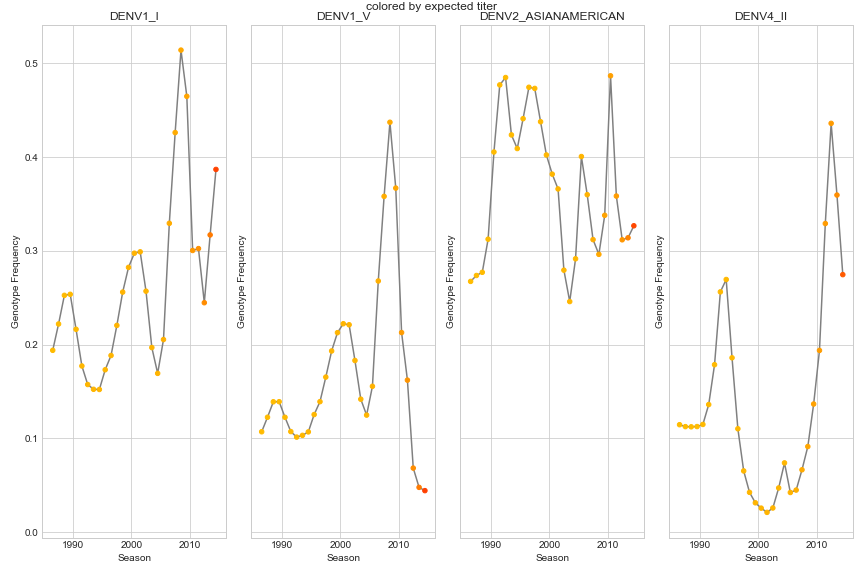 colored by expected titer
DENV1_I DENV1_V DENV2_ASIANAMERICAN DENV4_II
0.5
0.4
0.3
0.2
0.1
0.0
Genotype Frequency Genotype Frequency Genotype Frequency Genotype Frequency
1990 2000 2010 1990 2000 2010 1990 2000 2010 1990 2000 2010
Season Season Season Season